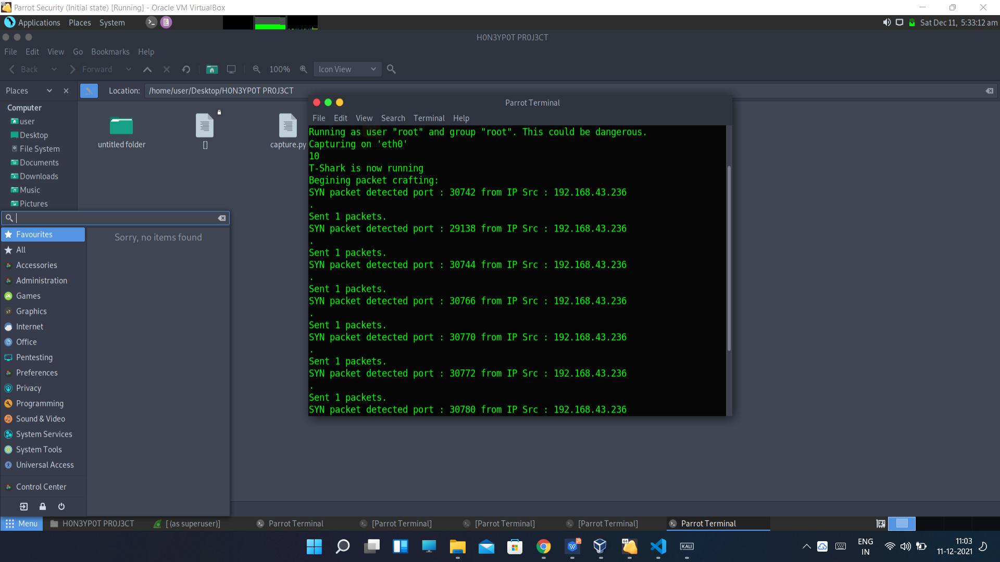 Parrot Security (Initial state) [Running] - Oracle VM VirtualBox
Applications Places System
Sat Dec 11, 5:33:12 am
H0N3YP0T PR0J3CT
File Edit View Go Bookmarks Help
Back Forward 100% Icon View
Places
Location: /home/user/Desktop/H0N3YP0T PR0J3CT
Computer
user
Desktop
File System
Documents
Downloads
Music
Pictures
untitled folder
[]
capture.py
Parrot Terminal
File Edit View Search Terminal Help
Running as user "root" and group "root". This could be dangerous.
Capturing on 'eth0'
10
T-Shark is now running
Begining packet crafting:
SYN packet detected port : 30742 from IP Src : 192.168.43.236
.
Sent 1 packets.
SYN packet detected port : 29138 from IP Src : 192.168.43.236
.
Sent 1 packets.
SYN packet detected port : 30744 from IP Src : 192.168.43.236
.
Sent 1 packets.
SYN packet detected port : 30766 from IP Src : 192.168.43.236
.
Sent 1 packets.
SYN packet detected port : 30770 from IP Src : 192.168.43.236
.
Sent 1 packets.
SYN packet detected port : 30772 from IP Src : 192.168.43.236
.
Sent 1 packets.
SYN packet detected port : 30780 from IP Src : 192.168.43.236
Favourites
Sorry, no items found
All
Accessories
Administration
Games
Graphics
Internet
Office
Pentesting
Preferences
Privacy
Programming
Sound & Video
System Services
System Tools
Universal Access
Control Center
Menu H0N3YP0T PR0J3CT [ (as superuser)] Parrot Terminal [Parrot Terminal] [Parrot Terminal] [Parrot Terminal] Parrot Terminal
64
KALI
ENG
IN
11:03
11-12-2021